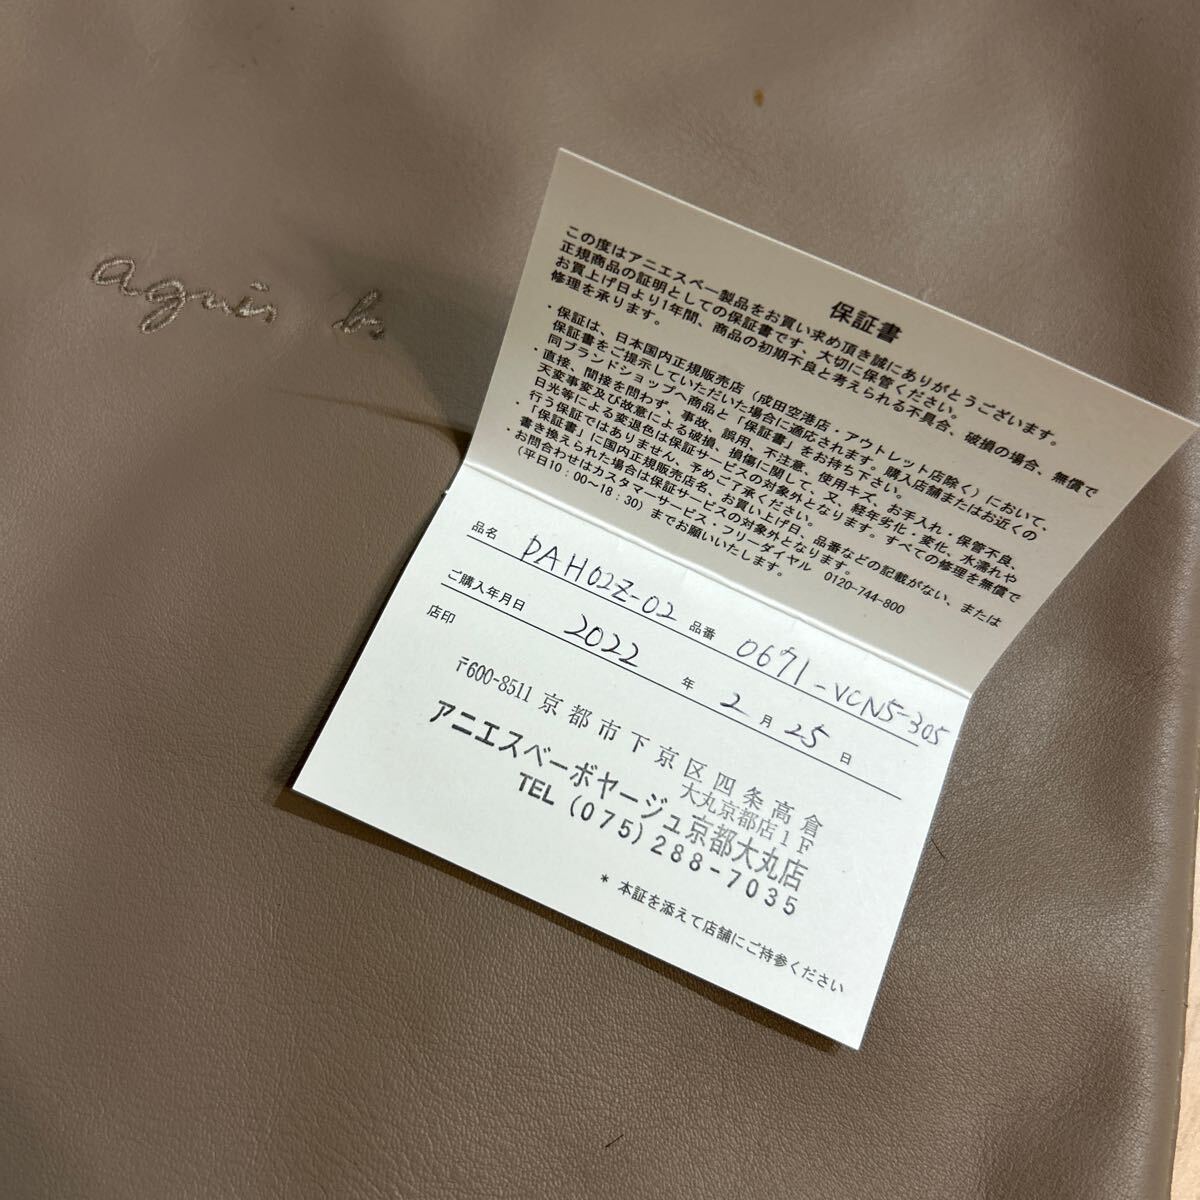 agnès b.
保証書
この度はアニエスベー製品をお買い求め頂き誠にありがとうございます。
正規商品の証明としての保証書です、大切に保管ください。
お買上げ日より1年間、商品の初期不良と考えられる不具合、破損の場合、無償で
修理を承ります。
・保証は、日本国内正規販売店（成田空港店・アウトレット店除く）において、
保証書をご提示していただいた場合に適応されます。購入店舗またはお近くの
同ブランドショップへ商品と「保証書」をお持ち下さい。
・直接、間接を問わず、事故、誤用、不注意、使用キズ、お手入れ・保管不良、
天変事変及び故意による破損、損傷に関して、又、経年劣化・変化、水濡れや
日光等による変退色は保証サービスの対象外となります。すべての修理を無償で
行う保証ではありません、予めご了承ください。
・「保証書」に国内正規販売店名、お買い上げ日、品番などの記載がない、または
書き換えられた場合は保証サービスの対象外となります。
・お問合わせはカスタマーサービス・フリーダイヤル 0120-744-800
（平日10：00〜18：30）までお願いいたします。
品名 PAH02Z-02 品番 0671-VCN5-305
ご購入年月日 2022 年 2 月 25 日
店印
〒600-8511 京都市下京区四条高倉
大丸京都店1F
アニエスベーボヤージュ京都大丸店
TEL (075)288-7035
* 本証を添えて店舗にご持参ください